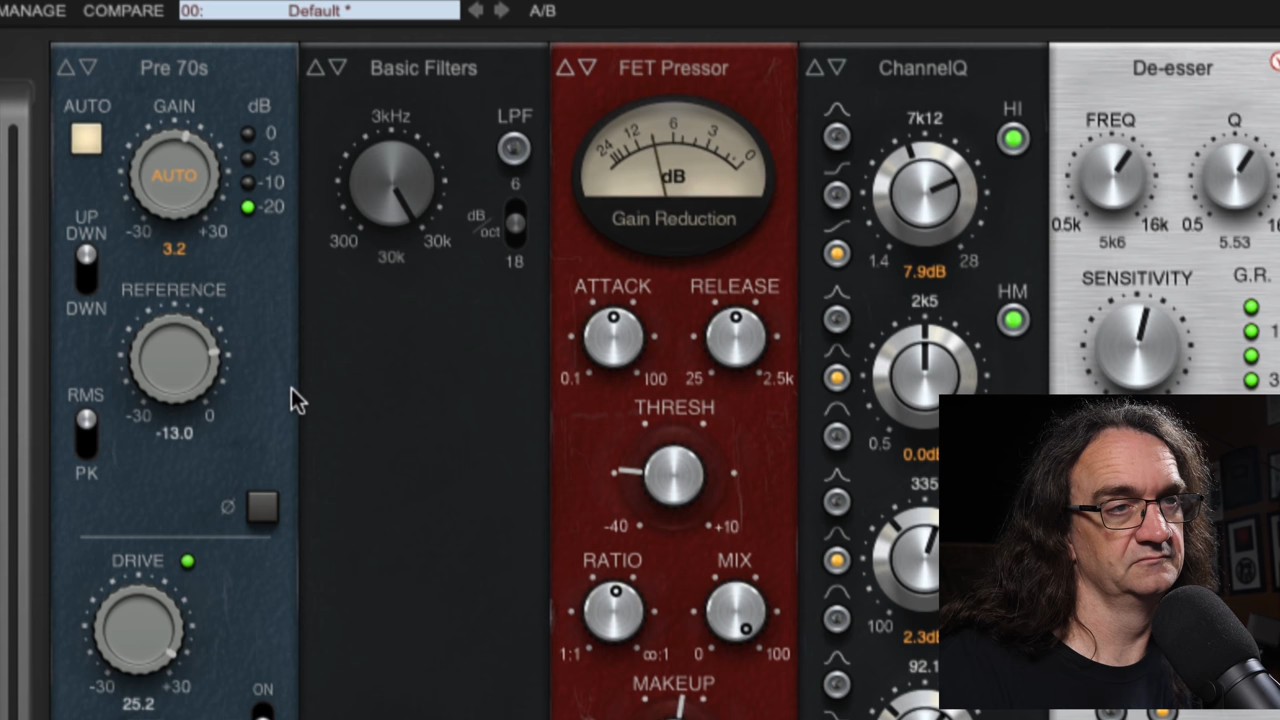 MANAGE COMPARE 00: Default * A/B
Pre 70s
AUTO GAIN dB
0
-3
-10
-20
AUTO
-30 +30
3.2
UP
DWN
DWN
REFERENCE
-30 0
-13.0
RMS
PK
Ø
DRIVE
-30 +30
25.2
ON
Basic Filters
3kHz
300 30k
30k
LPF
6
dB/oct
18
FET Pressor
24 12 6 3 0
dB
Gain Reduction
ATTACK RELEASE
0.1 100 25 2.5k
THRESH
-40 +10
RATIO MIX
1:1 ∞:1 0 100
MAKEUP
ChannelQ
7k12
HI
1.4 28
7.9dB
2k5
HM
0.5
0.0dB
335
100
2.3dB
92.1
De-esser
FREQ Q
0.5k 16k 0.5
5k6 5.53
SENSITIVITY G.R.